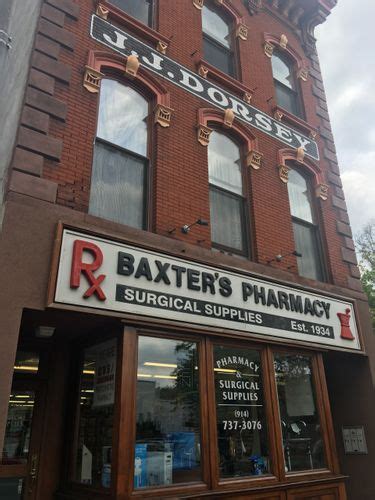 J.J. DORSEY
Rx BAXTER'S PHARMACY
SURGICAL SUPPLIES Est. 1934
PHARMACY
&
SURGICAL
SUPPLIES
(914)
737-3076